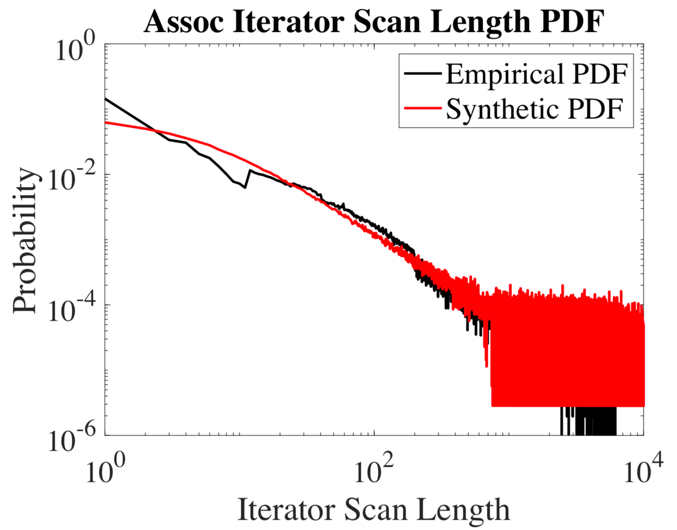 Assoc Iterator Scan Length PDF
10^0
Empirical PDF
Synthetic PDF
10^-2
Probability
10^-4
10^-6
10^0 10^2 10^4
Iterator Scan Length